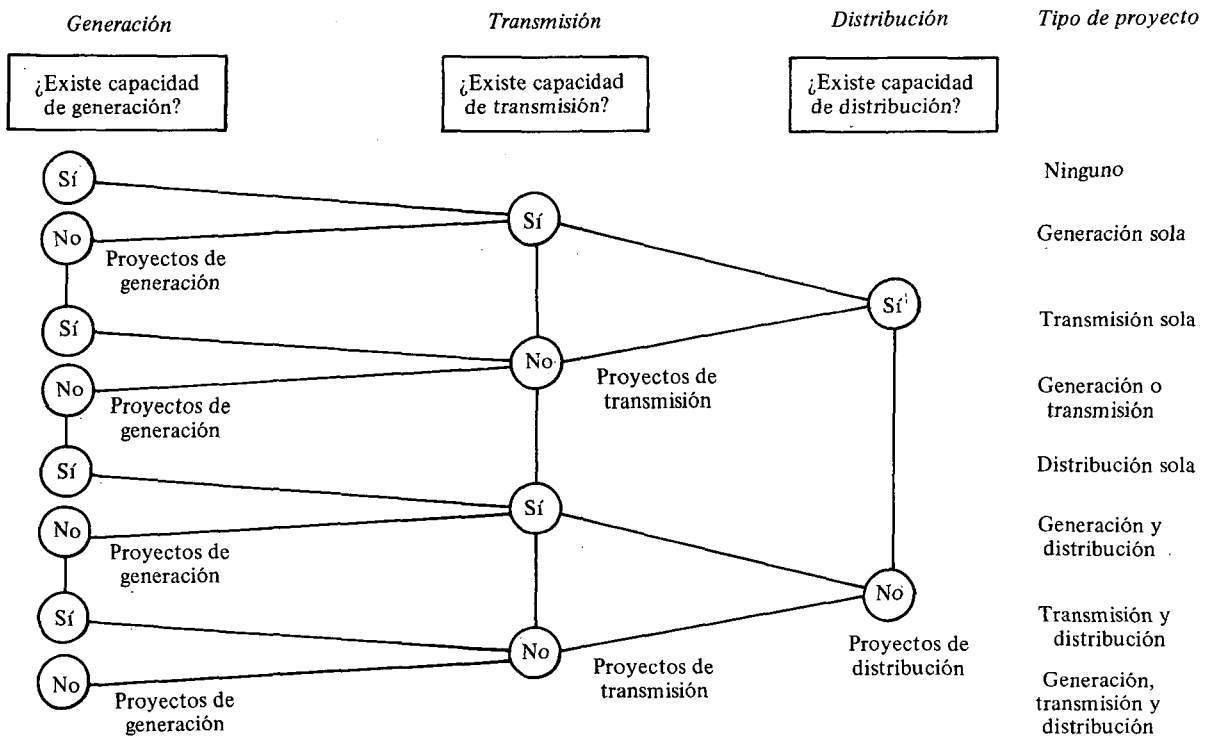 Generación
Transmisión
Distribución
Tipo de proyecto
¿Existe capacidad
de generación?
¿Existe capacidad
de transmisión?
¿Existe capacidad
de distribución?
Sí
Ninguno
Sí
No
Generación sola
Proyectos de
generación
Sí
Sí
Transmisión sola
No
Proyectos de
transmisión
No
Generación o
transmisión
Proyectos de
generación
Sí
Distribución sola
Sí
No
Generación y
distribución
Proyectos de
generación
No
Sí
Transmisión y
distribución
No
Proyectos de
distribución
Proyectos de
transmisión
No
Generación,
transmisión y
distribución
Proyectos de
generación